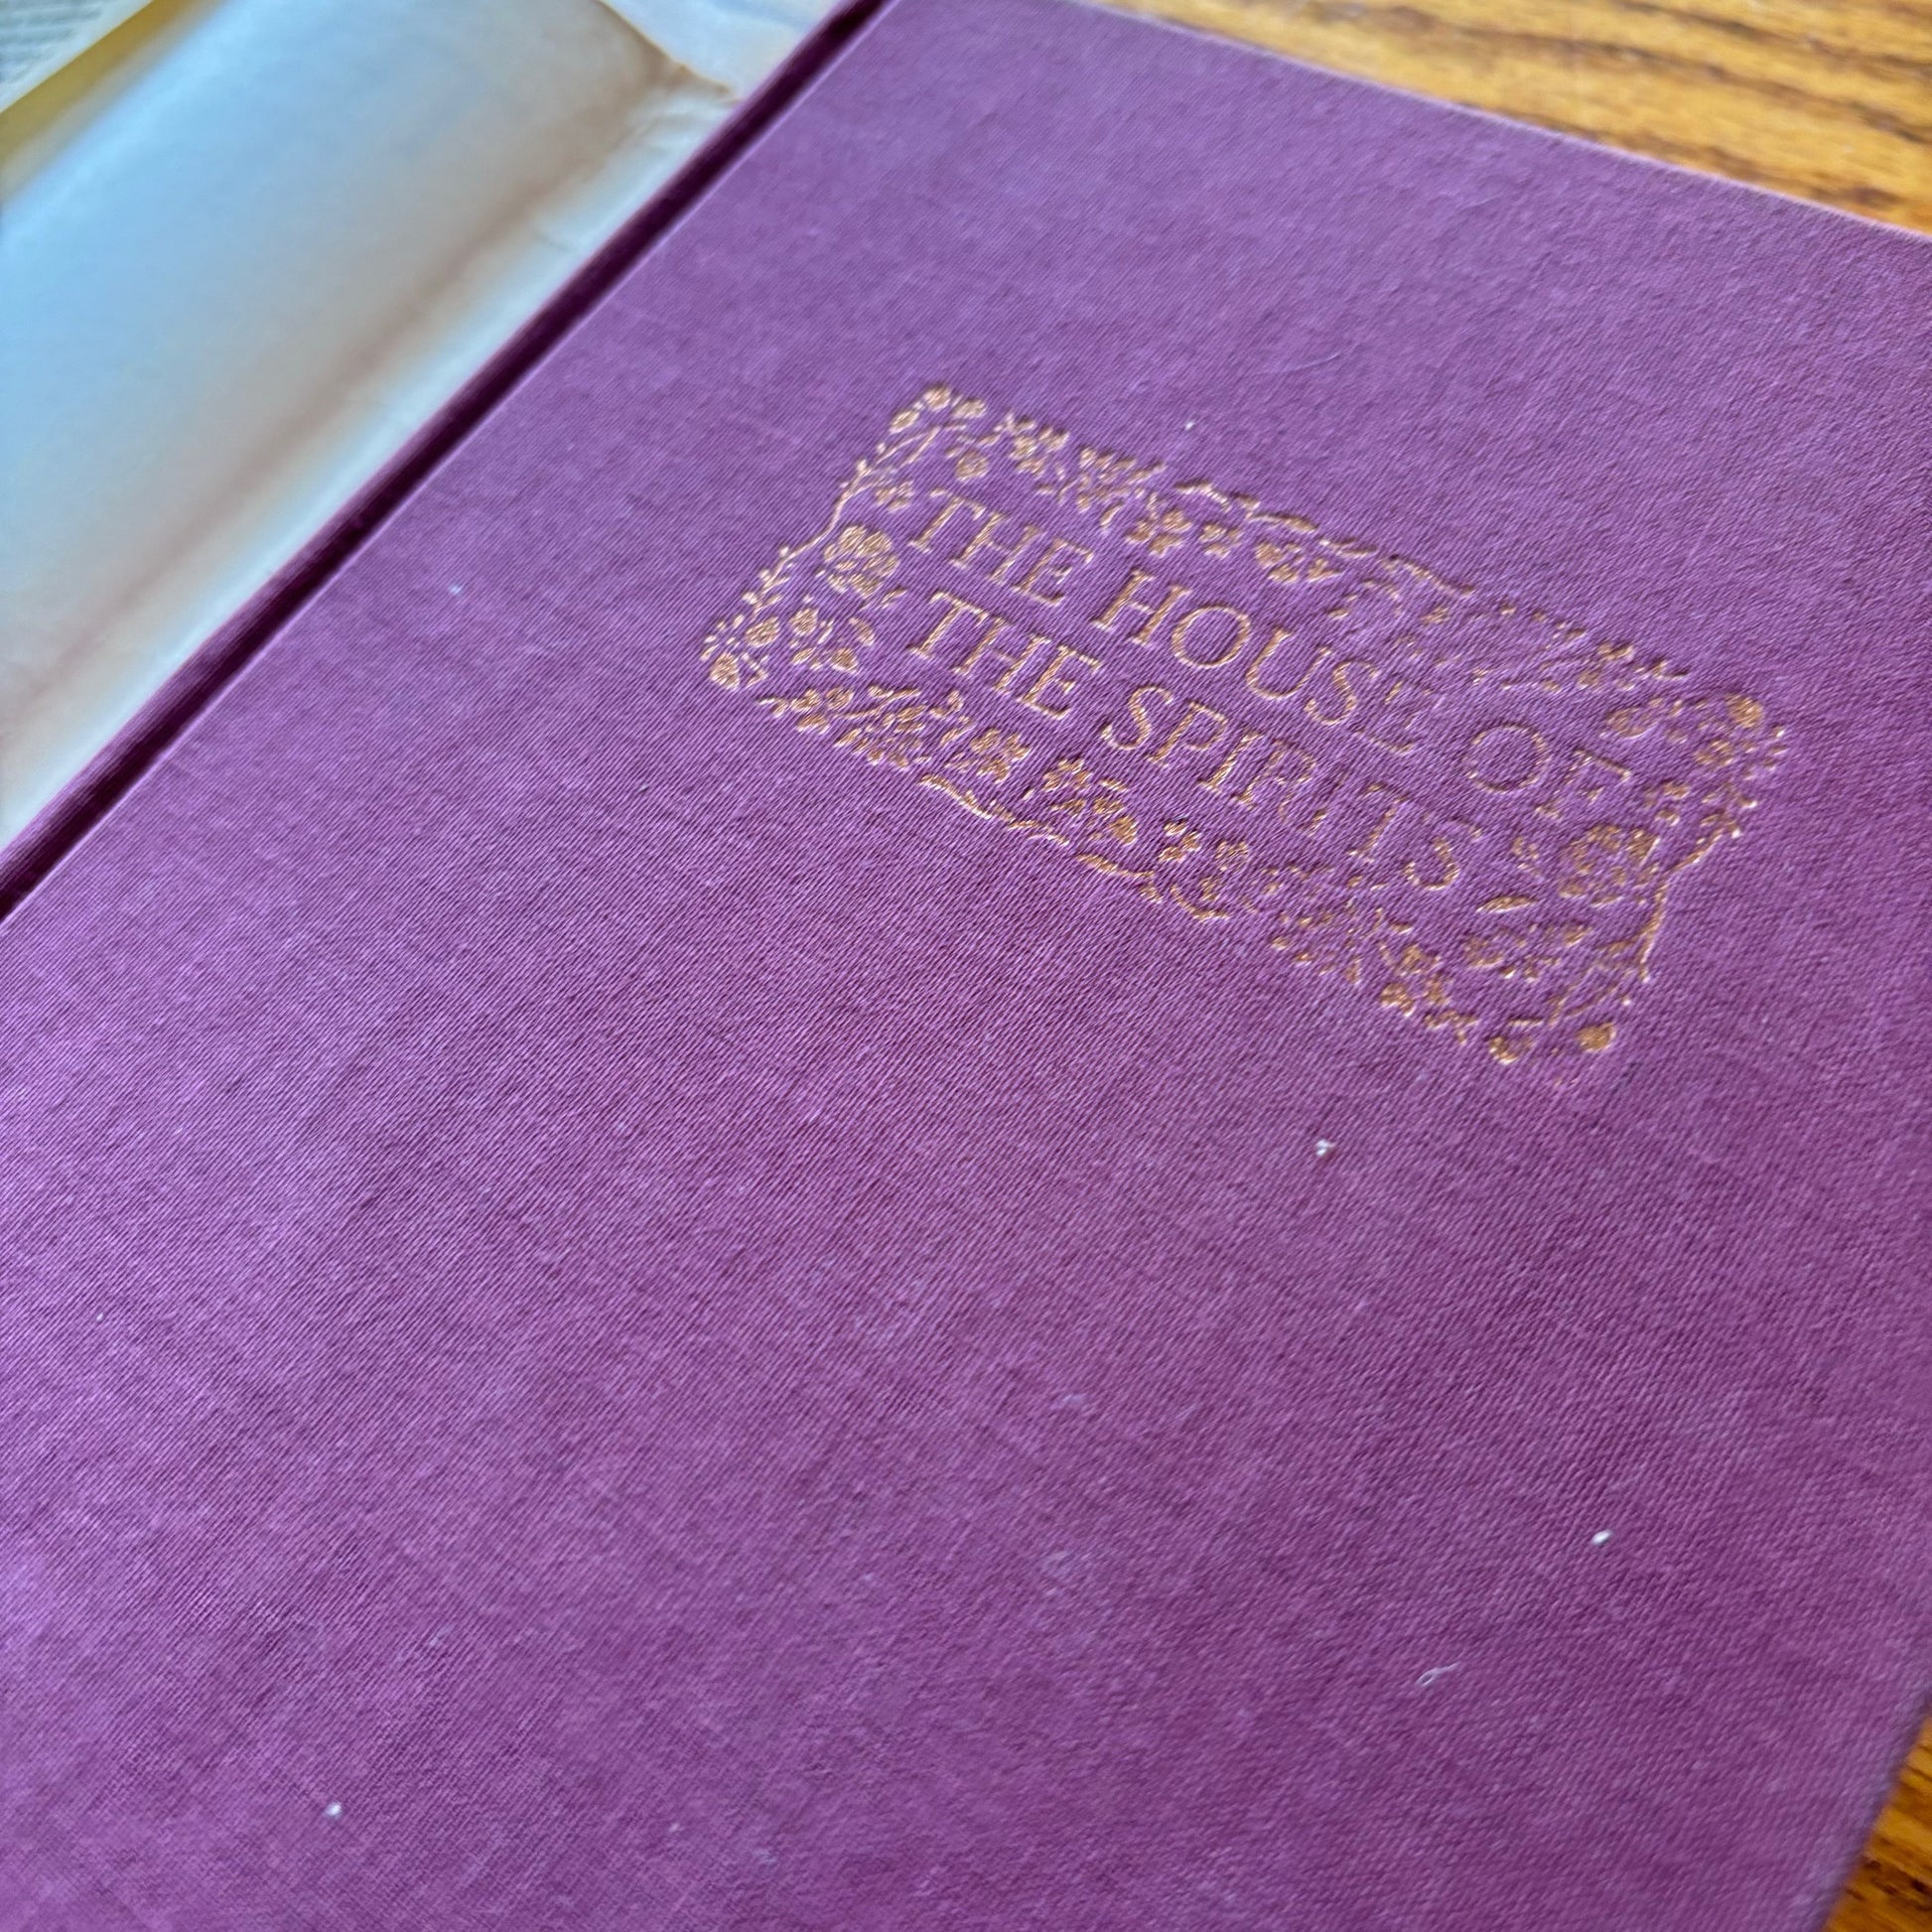 THE HOUSE OF
THE SPIRITS